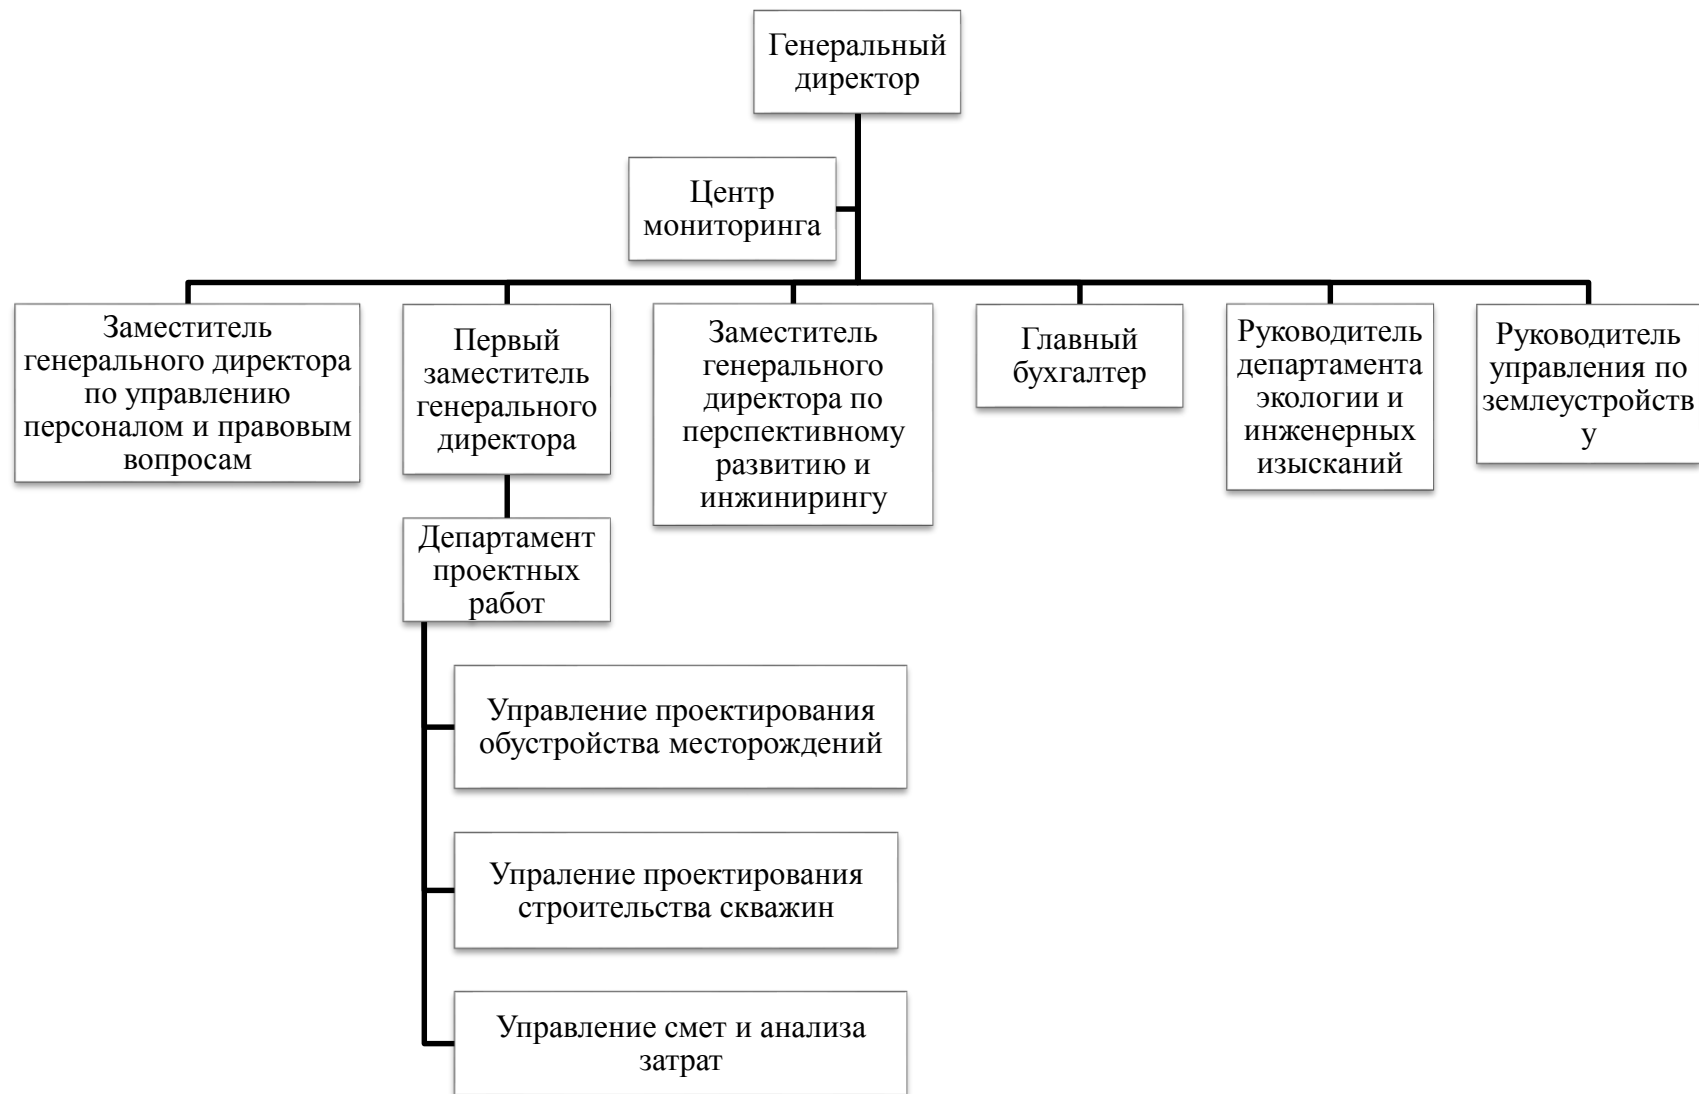 Генеральный
директор
Центр
мониторинга
Заместитель
генерального директора
по управлению
персоналом и правовым
вопросам
Первый
заместитель
генерального
директора
Заместитель
генерального
директора по
перспективному
развитию и
инжинирингу
Главный
бухгалтер
Руководитель
департамента
экологии и
инженерных
изысканий
Руководитель
управления по
землеустройств
у
Департамент
проектных
работ
Управление проектирования
обустройства месторождений
Упраление проектирования
строительства скважин
Управление смет и анализа
затрат